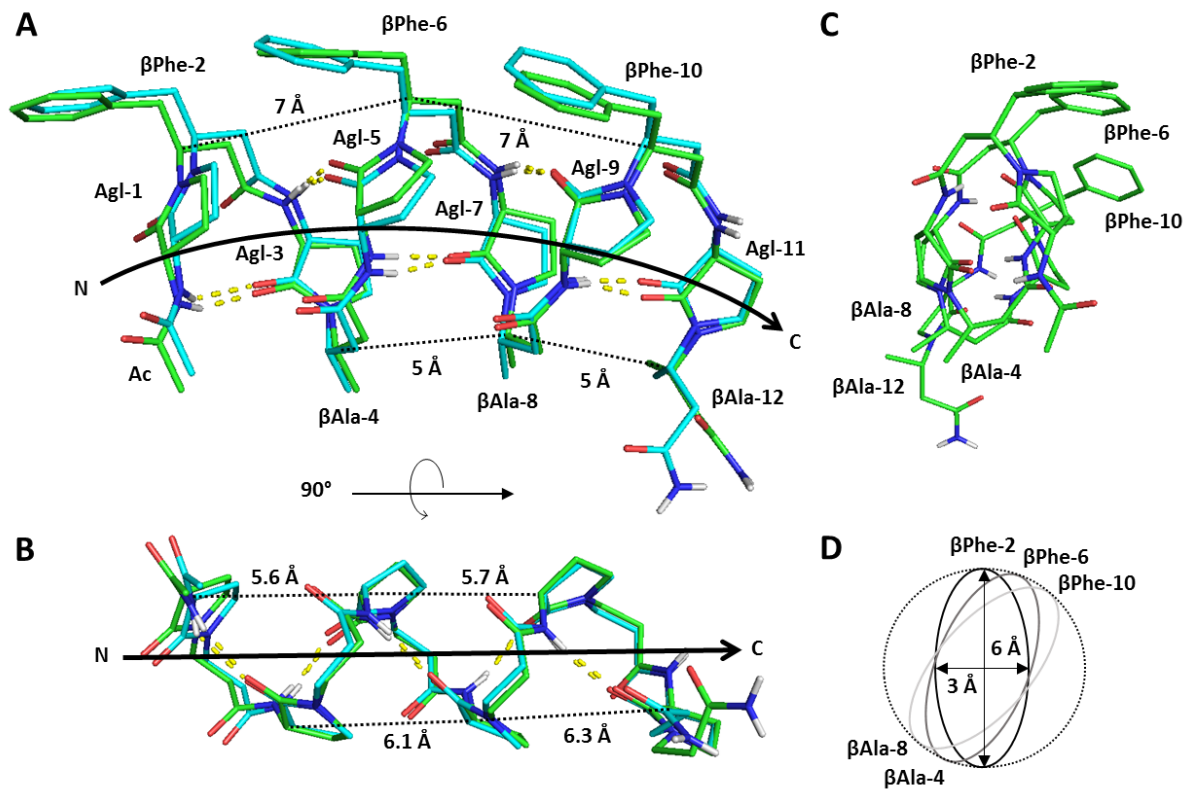 A
βPhe-6
βPhe-2
βPhe-10
7 Å
Agl-5
7 Å
Agl-9
Agl-1
Agl-7
Agl-3
Agl-11
N
C
Ac
5 Å
5 Å
βAla-4
βAla-8
βAla-12
90°
C
βPhe-2
βPhe-6
βPhe-10
βAla-8
βAla-4
βAla-12
B
5.6 Å
5.7 Å
N
C
6.1 Å
6.3 Å
D
βPhe-2
βPhe-6
βPhe-10
6 Å
3 Å
βAla-8
βAla-4